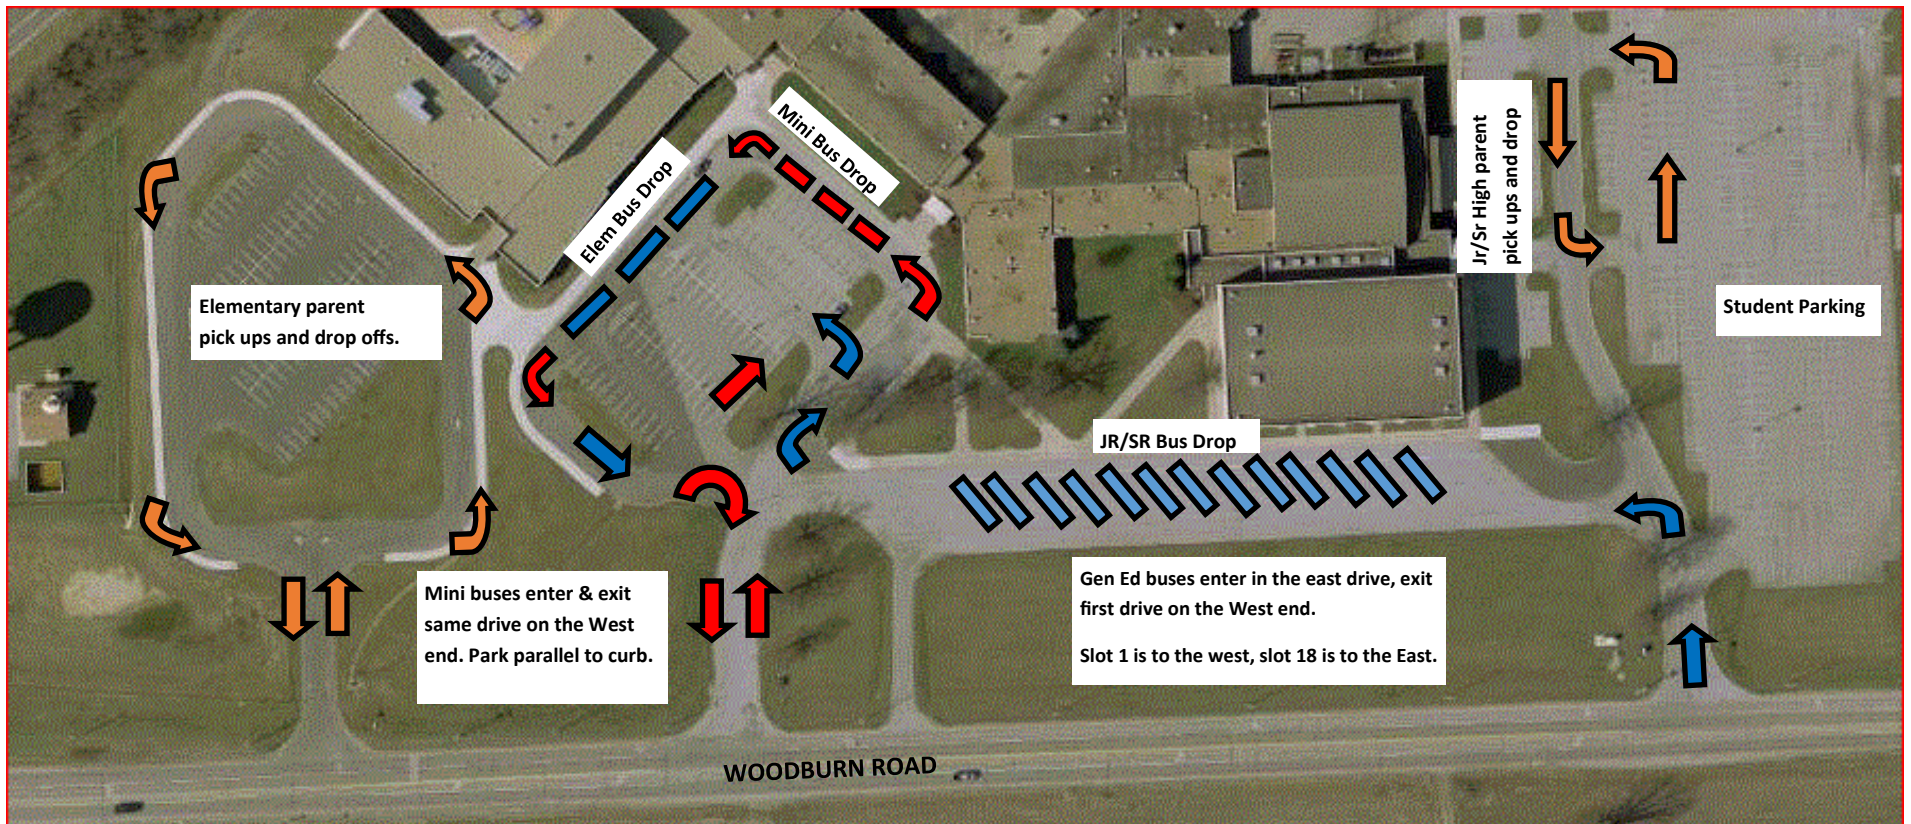 Elem Bus Drop
Mini Bus Drop
Jr/Sr High parent
pick ups and drop
Elementary parent
pick ups and drop offs.
Student Parking
JR/SR Bus Drop
Mini buses enter & exit
same drive on the West
end. Park parallel to curb.
Gen Ed buses enter in the east drive, exit
first drive on the West end.
Slot 1 is to the west, slot 18 is to the East.
WOODBURN ROAD